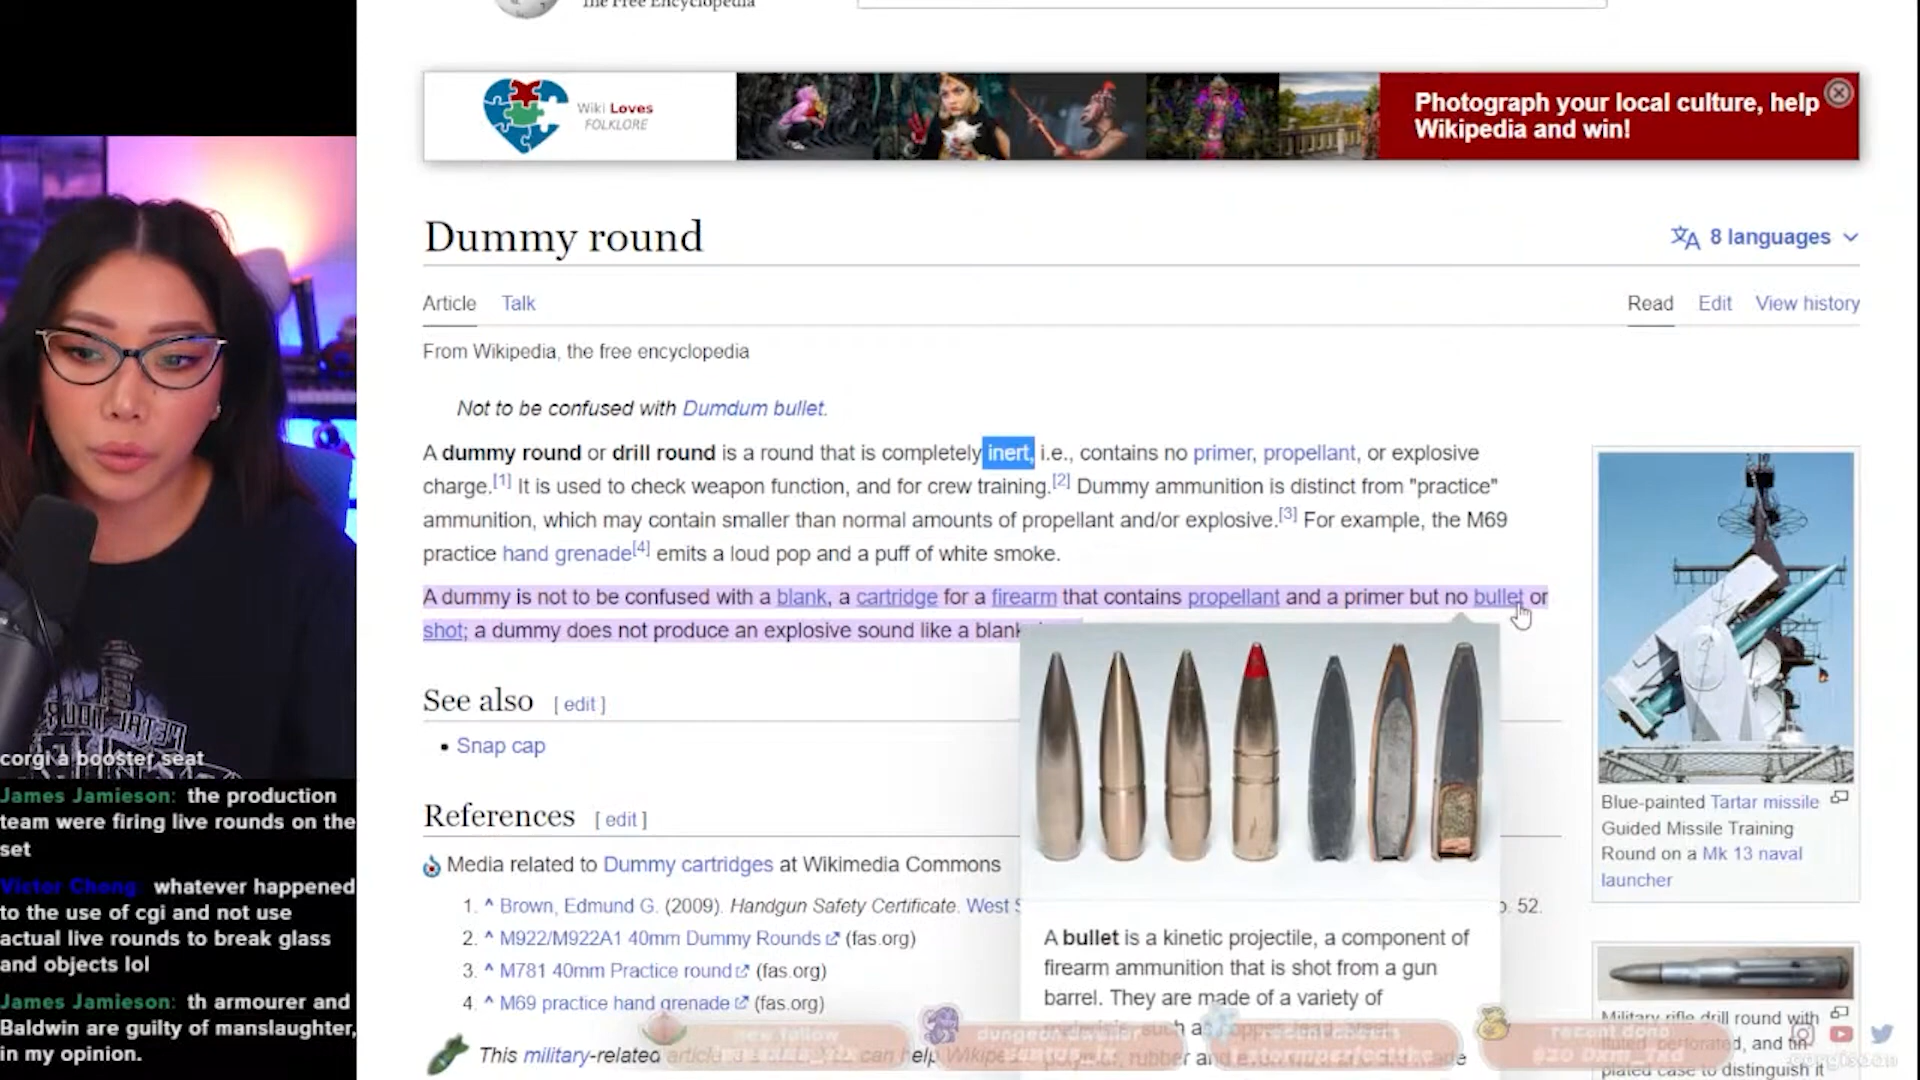 The Free Encyclopedia
Wiki Loves
FOLKLORE
Photograph your local culture, help
Wikipedia and win!
Dummy round
8 languages
Article Talk
Read Edit View history
From Wikipedia, the free encyclopedia
Not to be confused with Dumdum bullet.
A dummy round or drill round is a round that is completely inert, i.e., contains no primer, propellant, or explosive
charge.[1] It is used to check weapon function, and for crew training.[2] Dummy ammunition is distinct from "practice"
ammunition, which may contain smaller than normal amounts of propellant and/or explosive.[3] For example, the M69
practice hand grenade[4] emits a loud pop and a puff of white smoke.
A dummy is not to be confused with a blank, a cartridge for a firearm that contains propellant and a primer but no bullet or
shot; a dummy does not produce an explosive sound like a blank
See also [ edit ]
• Snap cap
References [ edit ]
Media related to Dummy cartridges at Wikimedia Commons
1. ^ Brown, Edmund G. (2009). Handgun Safety Certificate. West S
p. 52.
2. ^ M922/M922A1 40mm Dummy Rounds (fas.org)
3. ^ M781 40mm Practice round (fas.org)
4. ^ M69 practice hand grenade (fas.org)
This military-related article can help Wikipe
A bullet is a kinetic projectile, a component of
firearm ammunition that is shot from a gun
barrel. They are made of a variety of
such as
rubber and
Blue-painted Tartar missile
Guided Missile Training
Round on a Mk 13 naval
launcher
Military rifle drill round with
fluted perforated, and tin-
plated case to distinguish it
new follow
dungeon dweller
recent cheers
recent dono
PETAL TOUR
corgi a booster seat
James Jamieson: the production
team were firing live rounds on the
set
Victor Chong: whatever happened
to the use of cgi and not use
actual live rounds to break glass
and objects lol
James Jamieson: th armourer and
Baldwin are guilty of manslaughter,
in my opinion.